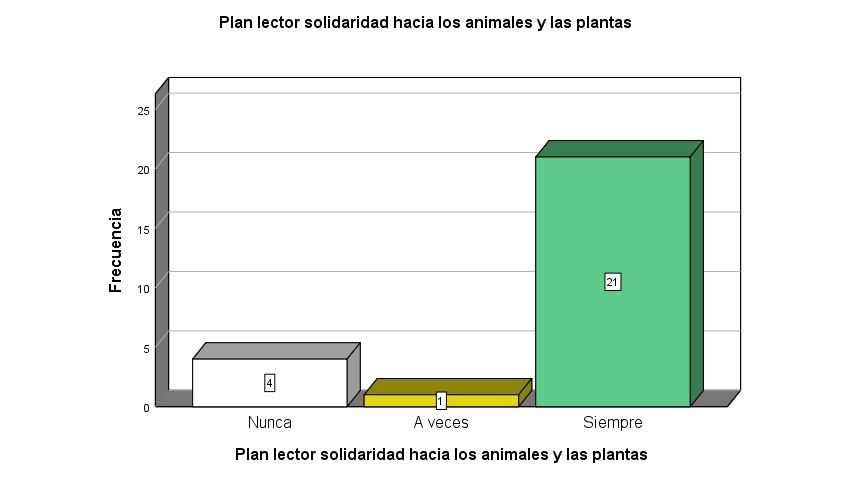 Plan lector solidaridad hacia los animales y las plantas
Frecuencia
25
20
15
10
5
0
4
1
21
Nunca
A veces
Siempre
Plan lector solidaridad hacia los animales y las plantas